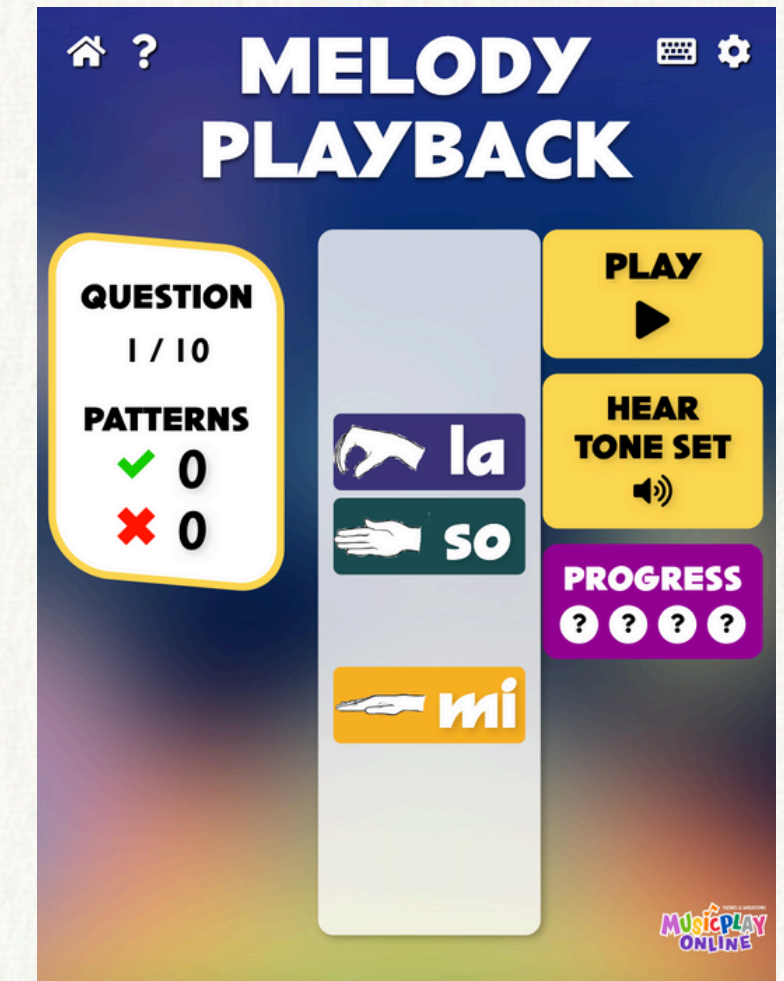 ?
MELODY
PLAYBACK
QUESTION
1 / 10
PATTERNS
0
0
la
so
mi
PLAY
HEAR
TONE SET
PROGRESS
? ? ? ?
MUSICPLAY
ONLINE